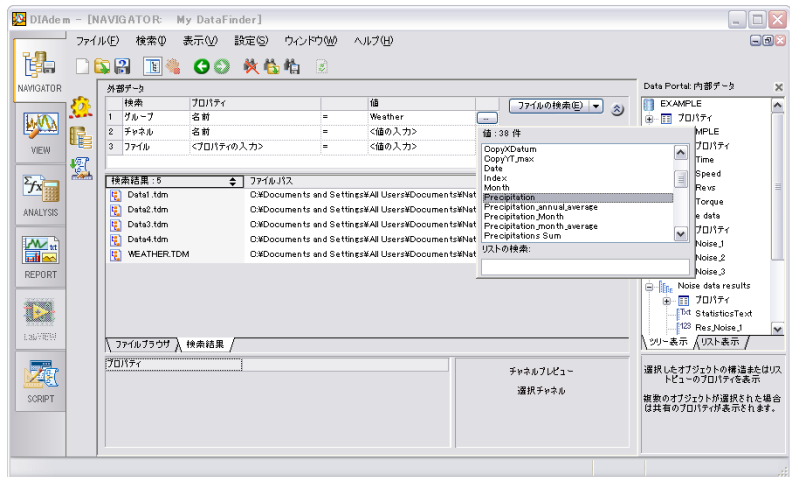 DIAdem - [NAVIGATOR: My DataFinder]
ファイル(F) 検索(I) 表示(V) 設定(S) ウィンドウ(W) ヘルプ(H)
NAVIGATOR
VIEW
ANALYSIS
REPORT
LabVIEW
SCRIPT
外部データ
検索 プロパティ 値
1 グループ 名前 = Weather
2 チャネル 名前 = <値の入力>
3 ファイル <プロパティの入力> = <値の入力>
ファイルの検索(E)
値 : 38 件
CopyXDatum
CopyYT_max
Date
Index
Month
Precipitation
Precipitation_annual_average
Precipitation_Month
Precipitation_month_average
Precipitations Sum
リストの検索:
検索結果 : 5 ファイルパス
Data1.tdm C:¥Documents and Settings¥All Users¥Documents¥Nat
Data2.tdm C:¥Documents and Settings¥All Users¥Documents¥Nat
Data3.tdm C:¥Documents and Settings¥All Users¥Documents¥Nat
Data4.tdm C:¥Documents and Settings¥All Users¥Documents¥Nat
WEATHER.TDM C:¥Documents and Settings¥All Users¥Documents¥Nat
ファイルブラウザ 検索結果
プロパティ
チャネルプレビュー
選択チャネル
Data Portal: 内部データ
EXAMPLE
プロパティ
MPLE
プロパティ
Time
Speed
Revs
Torque
e data
プロパティ
Noise_1
Noise_2
Noise_3
Noise data results
プロパティ
Txt StatisticsText
123 Res_Noise_1
ツリー表示 リスト表示
選択したオブジェクトの構造またはリストビューのプロパティを表示
複数のオブジェクトが選択された場合は共有のプロパティが表示されます。